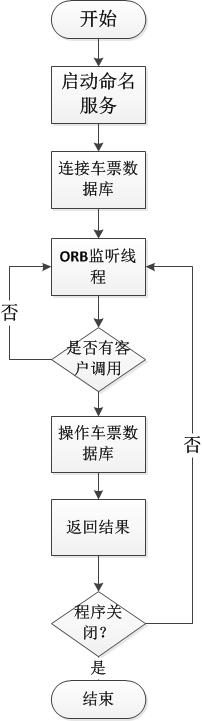 开始
启动命名
服务
连接车票数
据库
ORB监听线
程
否
是否有客
户调用
操作车票数
据库
否
返回结果
程序关
闭?
是
结束